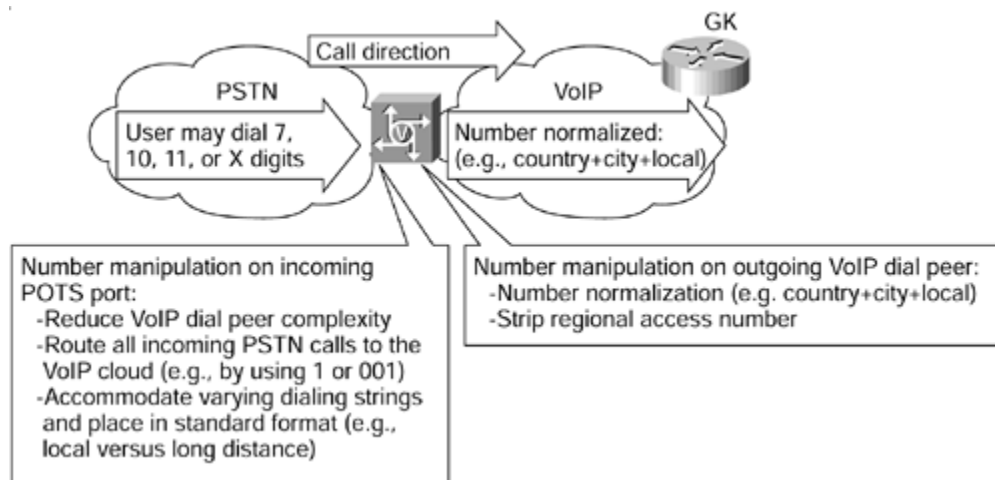 GK
Call direction
PSTN
VoIP
User may dial 7,
10, 11, or X digits
V
Number normalized:
(e.g., country+city+local)
Number manipulation on incoming
POTS port:
-Reduce VoIP dial peer complexity
-Route all incoming PSTN calls to the
VoIP cloud (e.g., by using 1 or 001)
-Accommodate varying dialing strings
and place in standard format (e.g.,
local versus long distance)
Number manipulation on outgoing VoIP dial peer:
-Number normalization (e.g. country+city+local)
-Strip regional access number